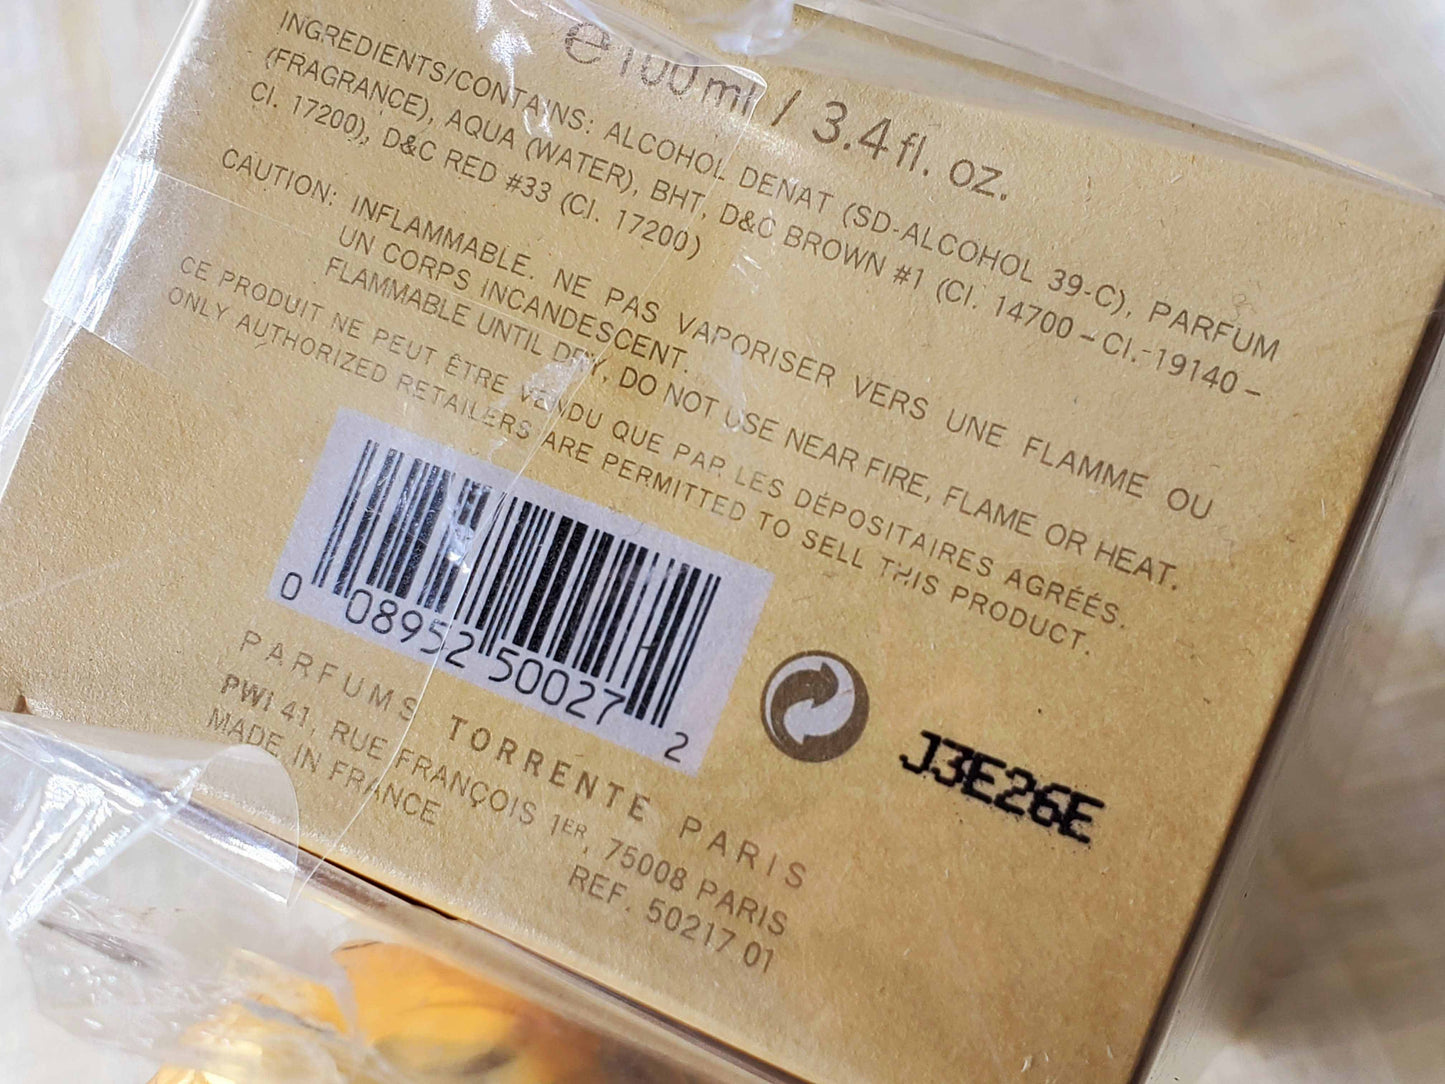 ℮ 100 ml / 3.4 fl. oz.
INGREDIENTS/CONTAINS: ALCOHOL DENAT (SD-ALCOHOL 39-C), PARFUM
(FRAGRANCE), AQUA (WATER), BHT, D&C BROWN #1 (CI. 14700 – CI. 19140 –
CI. 17200), D&C RED #33 (CI. 17200)
CAUTION: INFLAMMABLE. NE PAS VAPORISER VERS UNE FLAMME OU
UN CORPS INCANDESCENT.
FLAMMABLE UNTIL DRY, DO NOT USE NEAR FIRE, FLAME OR HEAT.
CE PRODUIT NE PEUT ÊTRE VENDU QUE PAR LES DÉPOSITAIRES AGRÉÉS.
ONLY AUTHORIZED RETAILERS ARE PERMITTED TO SELL THIS PRODUCT.
0 08952 50027 2
J3E26E
PARFUMS TORRENTE PARIS
PWI 41, RUE FRANÇOIS 1ER, 75008 PARIS
MADE IN FRANCE REF. 50217 01